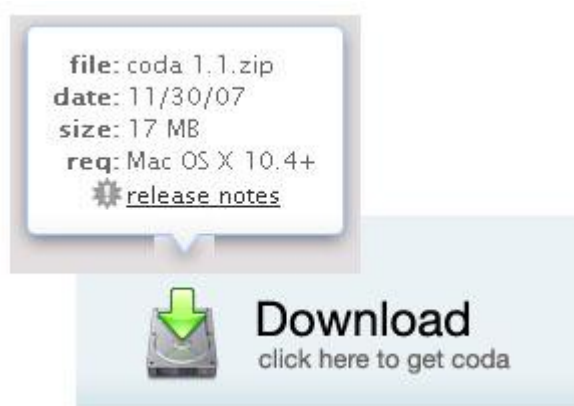 file: coda 1.1.zip
date: 11/30/07
size: 17 MB
req: Mac OS X 10.4+
release notes
Download
click here to get coda